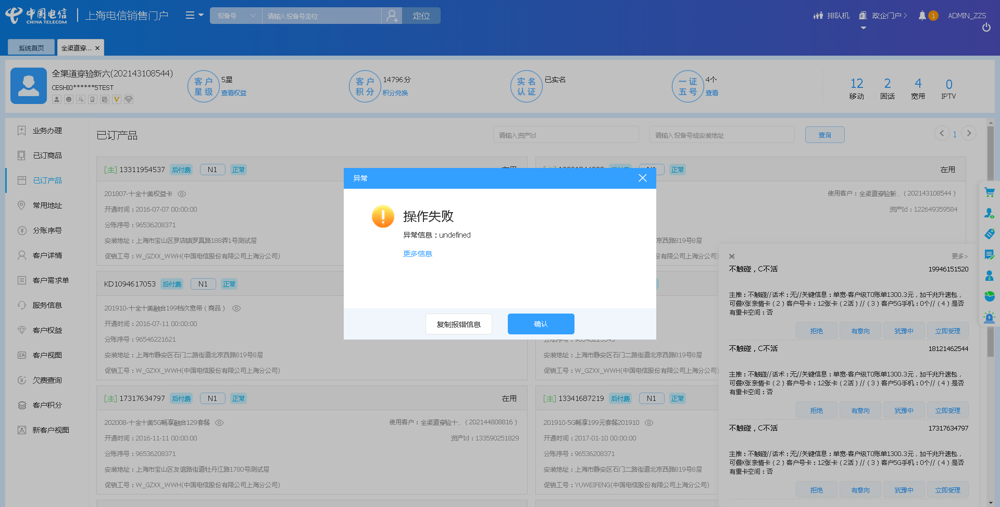 中国电信
CHINA TELECOM
上海电信销售门户
设备号
请输入设备号定位
定位
排队机
政企门户
1
ADMIN_ZZS
系统首页
全渠道穿...
全渠道穿验新六(202143108544)
CESHI0******5TEST
客户星级
5星
查看权益
客户积分
14796分
积分兑换
实名认证
已实名
一证五号
4个
查看
12
移动
2
固话
4
宽带
0
IPTV
业务办理
已订商品
已订产品
常用地址
分账序号
客户详情
客户需求单
服务信息
客户权益
客户视图
欠费查询
客户积分
新客户视图
已订产品
请输入资产Id
请输入设备号或安装地址
查询
1
[主] 13311954537 后付费 N1 正常
201807-十全十美权益卡
开通时间：2016-07-07 00:00:00
分账序号：96536208371
安装地址：上海市宝山区罗店镇罗真路188弄1号测试层
促销工号：W_GZXX_WWH(中国电信股份有限公司上海分公司)
正常
在用
使用客户：全渠道穿验新..（202143108544）
资产Id：122649359584
京西路819号8层
份有限公司上海分公司)
KD1094617053 后付费 N1 正常
201910-十全十美融合199档次宽带（商品）
开通时间：2016-07-11 00:00:00
分账序号：96546221621
安装地址：上海市静安区石门二路街道北京西路819号8层
促销工号：W_GZXX_WWH(中国电信股份有限公司上海分公司)
安装地址：上海市静安区石门二路街道北京西路819号8层
促销工号：W_GZXX_WWH(中国电信股份有限公司上海分公司)
[主] 17317634797 后付费 N1 正常
在用
202008-十全十美5G畅享融合129套餐
使用客户：全渠道穿验十..（202144808816）
开通时间：2016-11-11 00:00:00
资产Id：133590251829
分账序号：96536208371
安装地址：上海市宝山区友谊路街道牡丹江路1780号测试层
促销工号：W_GZXX_WWH(中国电信股份有限公司上海分公司)
[主] 13341687219 后付费 N1 正常
201910-5G畅享199元套餐201910
开通时间：2017-01-10 00:00:00
分账序号：96536208371
安装地址：上海市静安区石门二路街道北京西路819号8层
促销工号：YUWEIFENG(中国电信股份有限公司上海分公司)
异常
操作失败
异常信息：undefined
更多信息
复制报错信息
确认
更多>
不触碰，C不活
19946151520
主推：不触碰//话术：无//关键信息：单宽-客户级T0账单1300.3元，加千兆升速包，
可叠X张亲情卡（2）客户号卡：12张卡（2活）//（3）客户5G手机：0个//（4）是否
有重卡空间：否
拒绝 有意向 犹豫中 立即受理
不触碰，C不活
18121462544
主推：不触碰//话术：无//关键信息：单宽-客户级T0账单1300.3元，加千兆升速包，
可叠X张亲情卡（2）客户号卡：12张卡（2活）//（3）客户5G手机：0个//（4）是否
有重卡空间：否
拒绝 有意向 犹豫中 立即受理
不触碰，C不活
17317634797
主推：不触碰//话术：无//关键信息：单宽-客户级T0账单1300.3元，加千兆升速包，
可叠X张亲情卡（2）客户号卡：12张卡（2活）//（3）客户5G手机：0个//（4）是否
有重卡空间：否
拒绝 有意向 犹豫中 立即受理